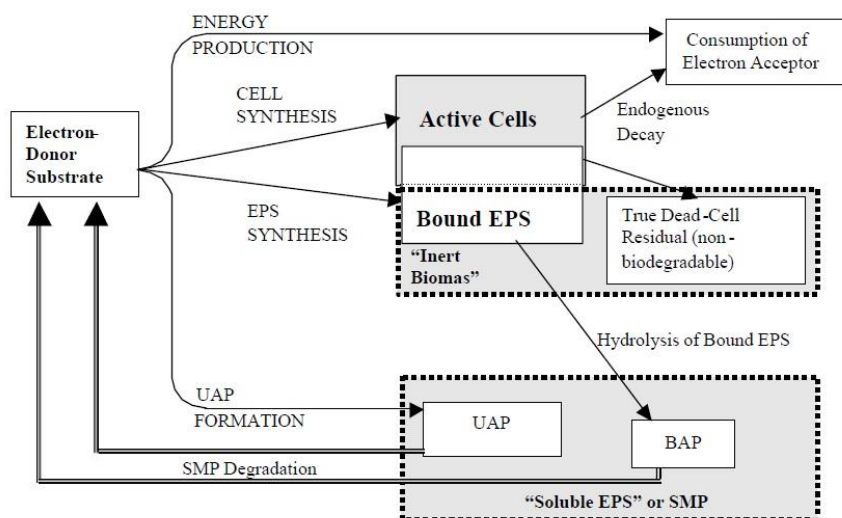 ENERGY
PRODUCTION
Consumption of
Electron Acceptor
CELL
SYNTHESIS
Active Cells
Endogenous
Decay
Electron-
Donor
Substrate
EPS
SYNTHESIS
Bound EPS
True Dead-Cell
Residual (non-
biodegradable)
“Inert
Biomas”
Hydrolysis of Bound EPS
UAP
FORMATION
UAP
BAP
SMP Degradation
“Soluble EPS” or SMP